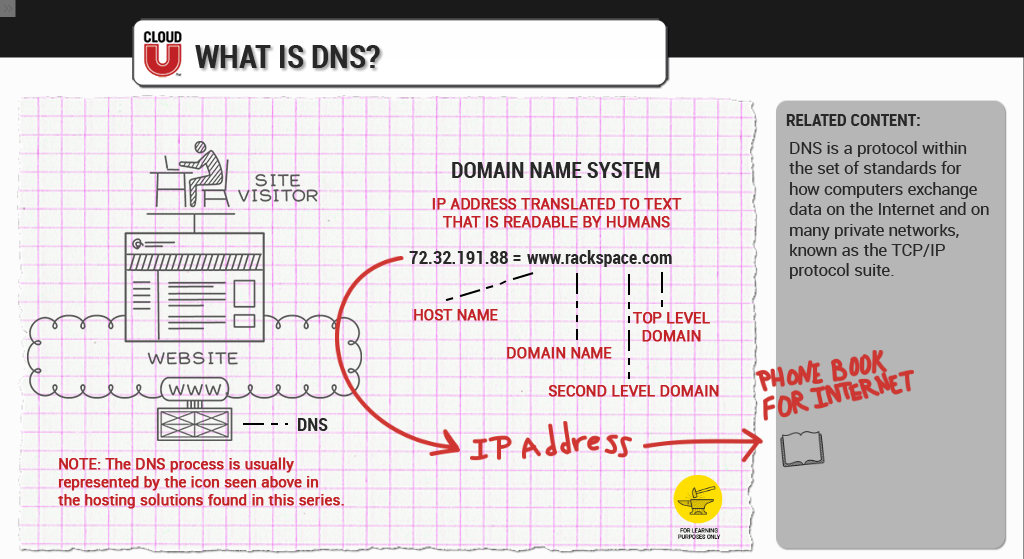 CLOUD
U
WHAT IS DNS?
SITE
VISITOR
WEBSITE
WWW
DNS
NOTE: The DNS process is usually
represented by the icon seen above in
the hosting solutions found in this series.
DOMAIN NAME SYSTEM
IP ADDRESS TRANSLATED TO TEXT
THAT IS READABLE BY HUMANS
72.32.191.88 = www.rackspace.com
HOST NAME
TOP LEVEL
DOMAIN
DOMAIN NAME
SECOND LEVEL DOMAIN
IP Address
FOR LEARNING
PURPOSES ONLY
RELATED CONTENT:
DNS is a protocol within
the set of standards for
how computers exchange
data on the Internet and on
many private networks,
known as the TCP/IP
protocol suite.
PHONE BOOK
FOR INTERNET